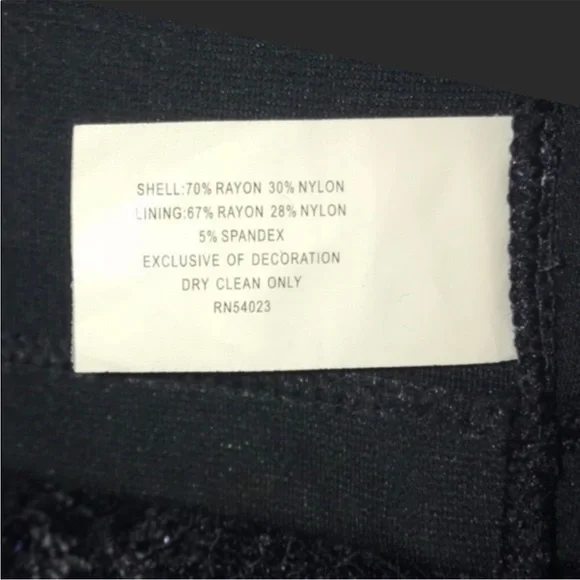 SHELL:70% RAYON 30% NYLON
LINING:67% RAYON 28% NYLON
5% SPANDEX
EXCLUSIVE OF DECORATION
DRY CLEAN ONLY
RN54023